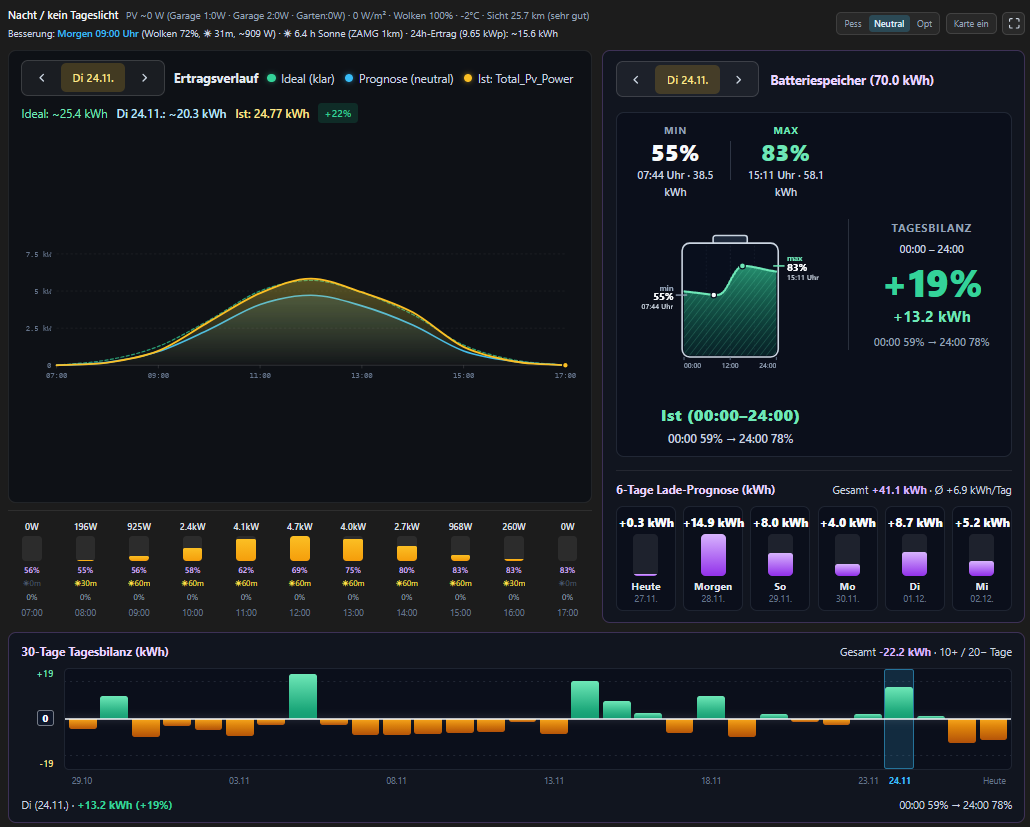 Nacht / kein Tageslicht PV ~0 W (Garage 1:0W · Garage 2:0W · Garten:0W) · 0 W/m² · Wolken 100% · -2°C · Sicht 25.7 km (sehr gut)
Besserung: Morgen 09:00 Uhr (Wolken 72%, ☀ 31m, ~909 W) · ☀ 6.4 h Sonne (ZAMG 1km) · 24h-Ertrag (9.65 kWp): ~15.6 kWh
Pess Neutral Opt Karte ein
‹ Di 24.11. › Ertragsverlauf Ideal (klar) Prognose (neutral) Ist: Total_Pv_Power
Ideal: ~25.4 kWh Di 24.11.: ~20.3 kWh Ist: 24.77 kWh +22%
7.5 kW
5 kW
2.5 kW
0
07:00 09:00 11:00 13:00 15:00 17:00
0W 196W 925W 2.4kW 4.1kW 4.7kW 4.0kW 2.7kW 968W 260W 0W
56% 55% 56% 58% 62% 69% 75% 80% 83% 83% 83%
☀0m ☀30m ☀60m ☀60m ☀60m ☀60m ☀60m ☀60m ☀60m ☀30m ☀0m
0% 0% 0% 0% 0% 0% 0% 0% 0% 0% 0%
07:00 08:00 09:00 10:00 11:00 12:00 13:00 14:00 15:00 16:00 17:00
‹ Di 24.11. › Batteriespeicher (70.0 kWh)
MIN
55%
07:44 Uhr · 38.5
kWh
MAX
83%
15:11 Uhr · 58.1
kWh
min
55%
07:44 Uhr
max
83%
15:11 Uhr
00:00 12:00 24:00
Ist (00:00–24:00)
00:00 59% → 24:00 78%
TAGESBILANZ
00:00 – 24:00
+19%
+13.2 kWh
00:00 59% → 24:00 78%
6-Tage Lade-Prognose (kWh) Gesamt +41.1 kWh · Ø +6.9 kWh/Tag
+0.3 kWh +14.9 kWh +8.0 kWh +4.0 kWh +8.7 kWh +5.2 kWh
Heute Morgen So Mo Di Mi
27.11. 28.11. 29.11. 30.11. 01.12. 02.12.
30-Tage Tagesbilanz (kWh) Gesamt -22.2 kWh · 10+ / 20− Tage
+19
0
-19
29.10 03.11 08.11 13.11 18.11 23.11 24.11 Heute
Di (24.11.) · +13.2 kWh (+19%) 00:00 59% → 24:00 78%